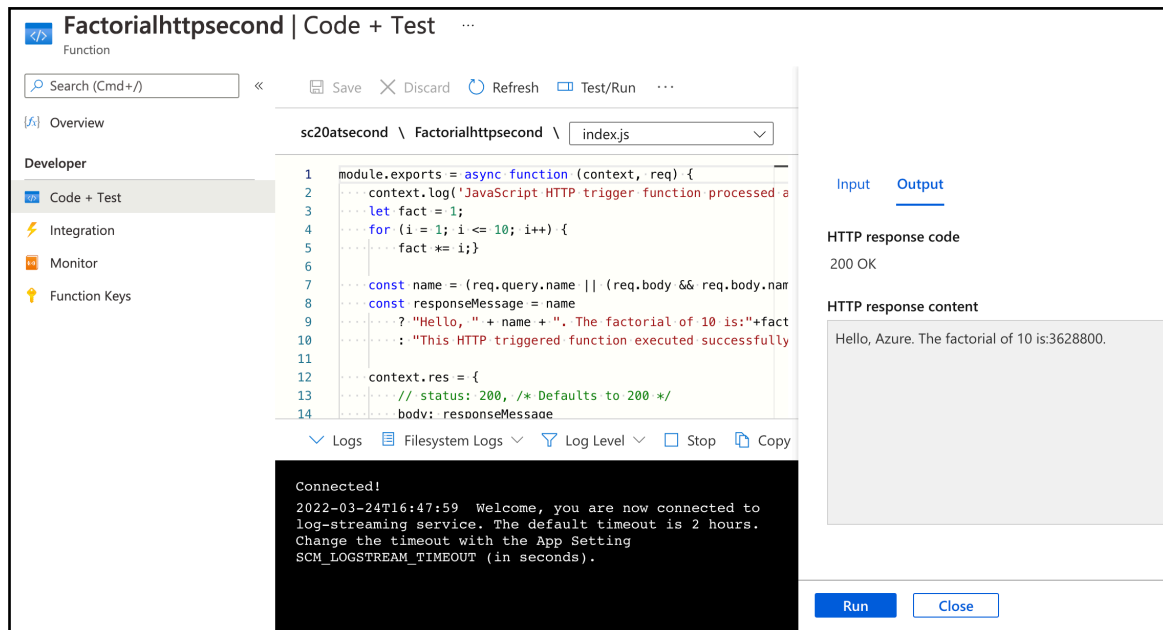 Factorialhttpsecond | Code + Test ...
Function
Search (Cmd+/)
«
Overview
Developer
Code + Test
Integration
Monitor
Function Keys
Save Discard Refresh Test/Run ...
sc20atsecond \ Factorialhttpsecond \ index.js
1 module.exports = async function (context, req) {
2 context.log('JavaScript HTTP trigger function processed a
3 let fact = 1;
4 for (i = 1; i <= 10; i++) {
5 fact *= i;}
6
7 const name = (req.query.name || (req.body && req.body.nam
8 const responseMessage = name
9 ? "Hello, " + name + ". The factorial of 10 is:"+fact
10 : "This HTTP triggered function executed successfully
11
12 context.res = {
13 // status: 200, /* Defaults to 200 */
14 body: responseMessage
Logs Filesystem Logs Log Level Stop Copy
Connected!
2022-03-24T16:47:59 Welcome, you are now connected to
log-streaming service. The default timeout is 2 hours.
Change the timeout with the App Setting
SCM_LOGSTREAM_TIMEOUT (in seconds).
Input Output
HTTP response code
200 OK
HTTP response content
Hello, Azure. The factorial of 10 is:3628800.
Run Close